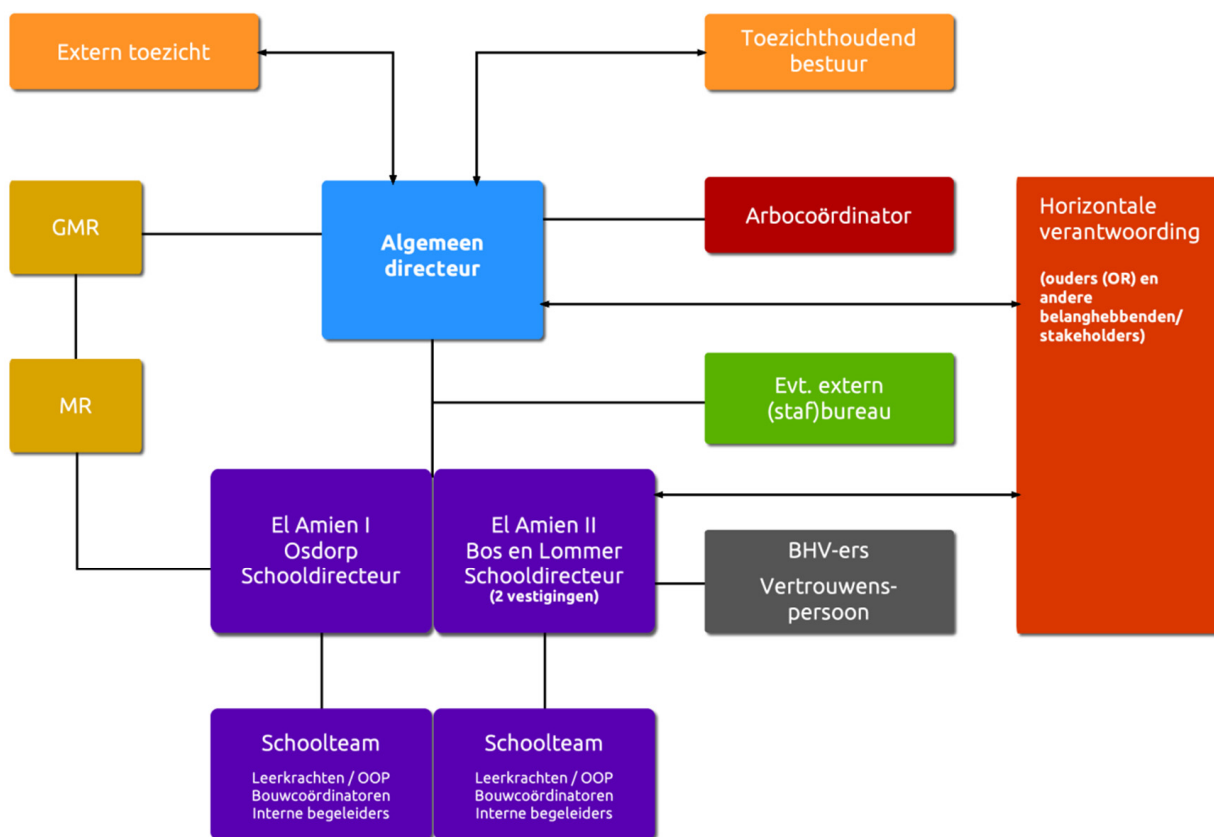 Extern toezicht
Toezichthoudend
bestuur
GMR
Algemeen
directeur
Arbocoördinator
Horizontale
verantwoording
(ouders (OR) en
andere
belanghebbenden/
stakeholders)
MR
Evt. extern
(staf)bureau
El Amien I
Osdorp
Schooldirecteur
El Amien II
Bos en Lommer
Schooldirecteur
(2 vestigingen)
BHV-ers
Vertrouwens-
persoon
Schoolteam
Leerkrachten / OOP
Bouwcoördinatoren
Interne begeleiders
Schoolteam
Leerkrachten / OOP
Bouwcoördinatoren
Interne begeleiders